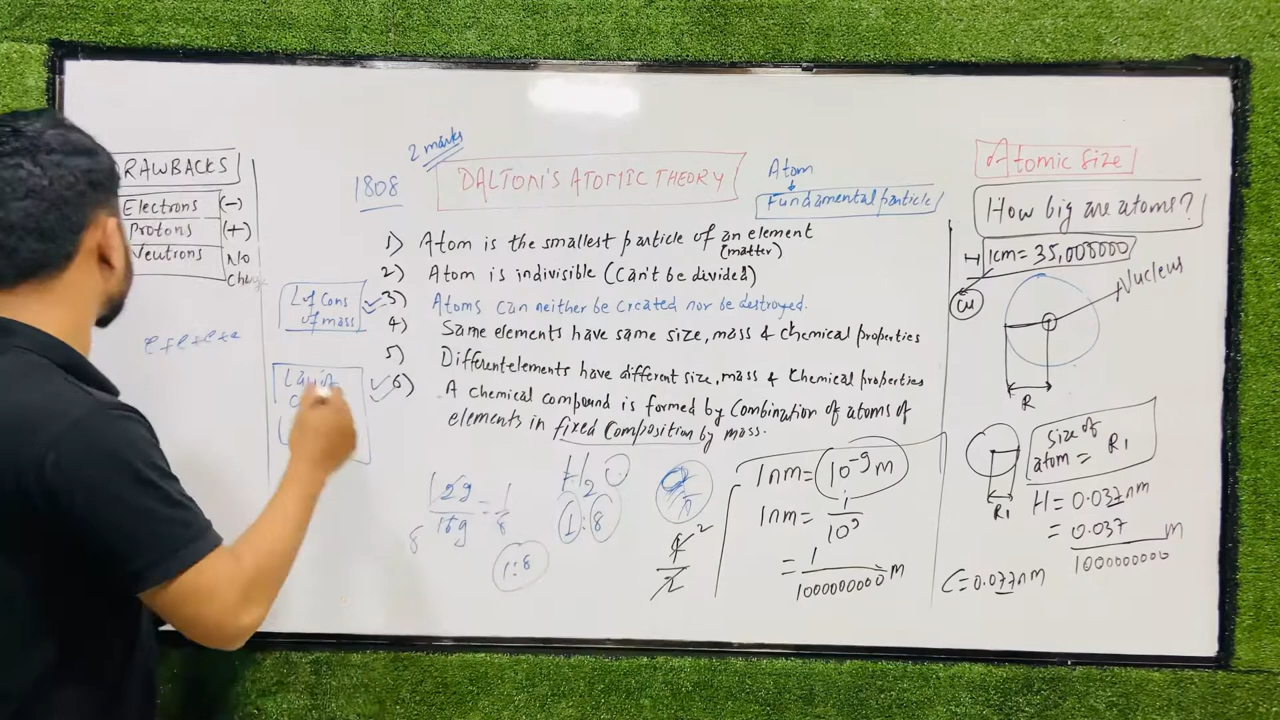 RAWBACKS
Electrons (-)
Protons (+)
Neutrons No
2 marks
1808
DALTON'S ATOMIC THEORY
Atom
Fundamental particle
1) Atom is the smallest particle of an element
(matter)
2) Atom is indivisible (Can't be divided)
L of Cons
of mass
3) Atoms can neither be created nor be destroyed.
4) Same elements have same size, mass & Chemical properties
5) Different elements have different size, mass & Chemical properties
6) A chemical compound is formed by Combination of atoms of
elements in fixed Composition by mass.
2g
16g
= 1
8
8
1:8
H2O
1:8
4 2
2
1nm = 10⁻⁹ m
1nm = 1
10⁹
= 1
1000000000 m
Atomic size
How big are atoms?
1cm = 35,000000
Cu
Nucleus
R
Size of
atom = R1
R1
H = 0.037nm
= 0.037 m
1000000000
C = 0.077nm